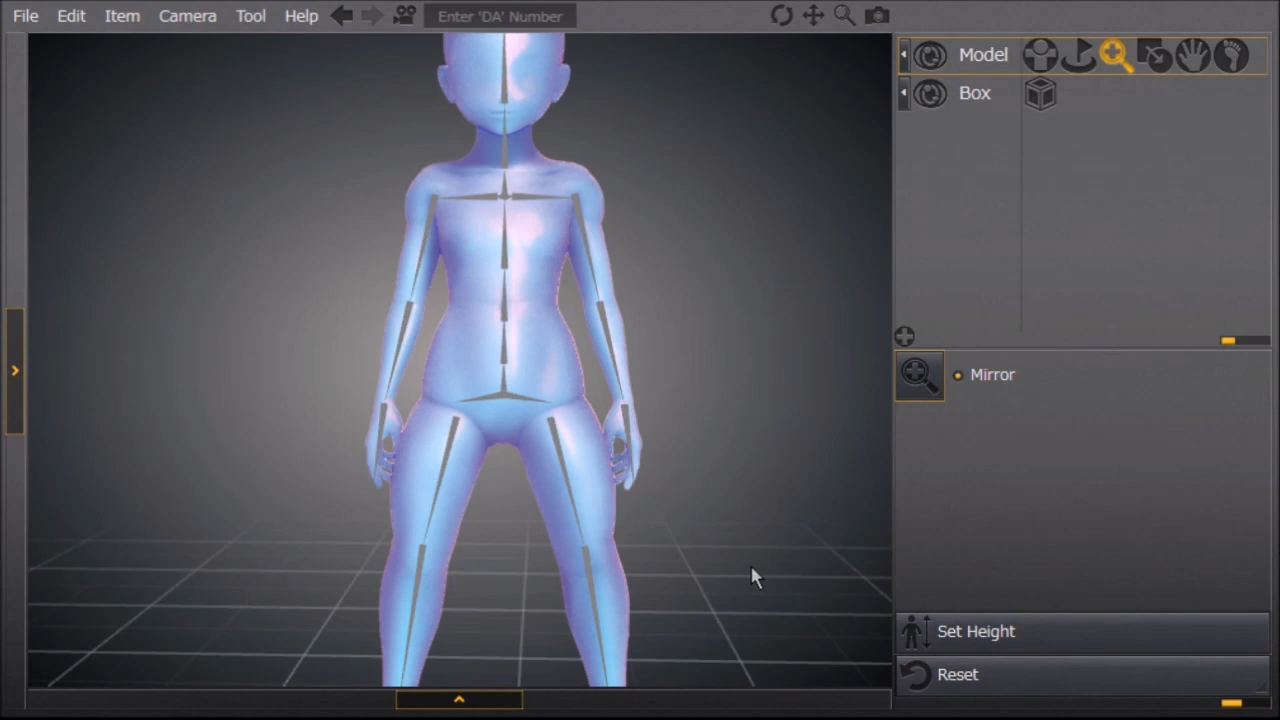 File Edit Item Camera Tool Help Enter 'DA' Number
Model
Box
Mirror
Set Height
Reset